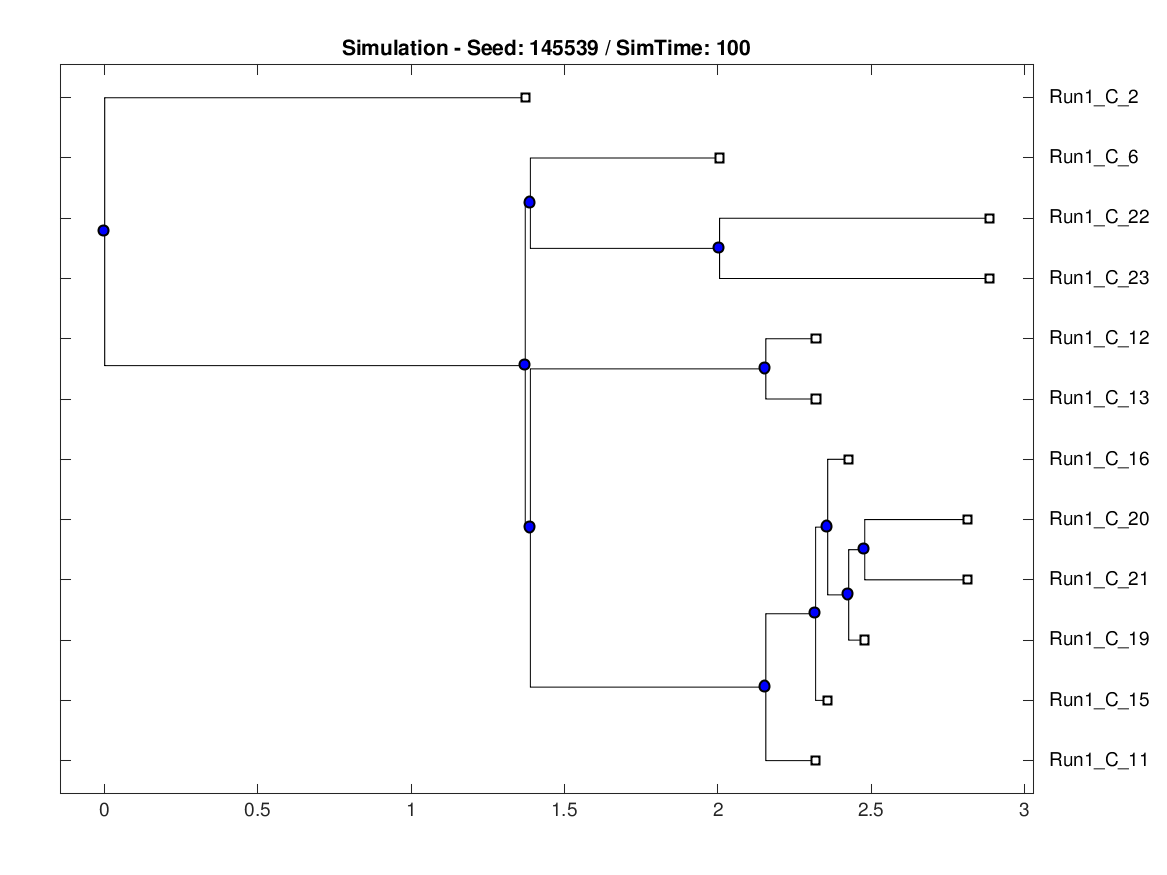 Simulation - Seed: 145539 / SimTime: 100
Run1_C_2
Run1_C_6
Run1_C_22
Run1_C_23
Run1_C_12
Run1_C_13
Run1_C_16
Run1_C_20
Run1_C_21
Run1_C_19
Run1_C_15
Run1_C_11
0 0.5 1 1.5 2 2.5 3